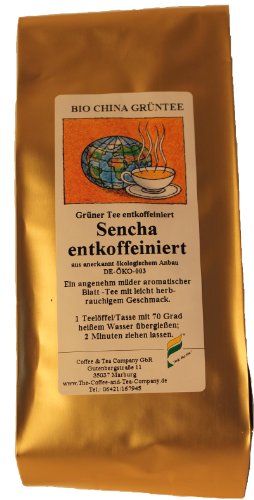 BIO CHINA GRÜNTEE
Grüner Tee entkoffeiniert
Sencha
entkoffeiniert
aus anerkannt ökologischem Anbau
DE-ÖKO-003
Ein angenehm milder aromatischer
Blatt -Tee mit leicht herb-
rauchigem Geschmack.
1 Teelöffel/Tasse mit 70 Grad
heißem Wasser übergießen;
2 Minuten ziehen lassen.
Coffee & Tea Company GbR
Gutenbergstraße 11
35037 Marburg
www.The-Coffee-and-Tea-Company.de
Tel.: 06421/167945